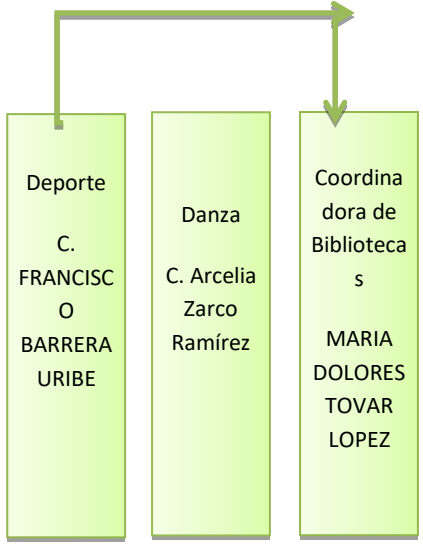 Deporte
C.
FRANCISC
O
BARRERA
URIBE
Danza
C. Arcelia
Zarco
Ramírez
Coordina
dora de
Biblioteca
s
MARIA
DOLORES
TOVAR
LOPEZ